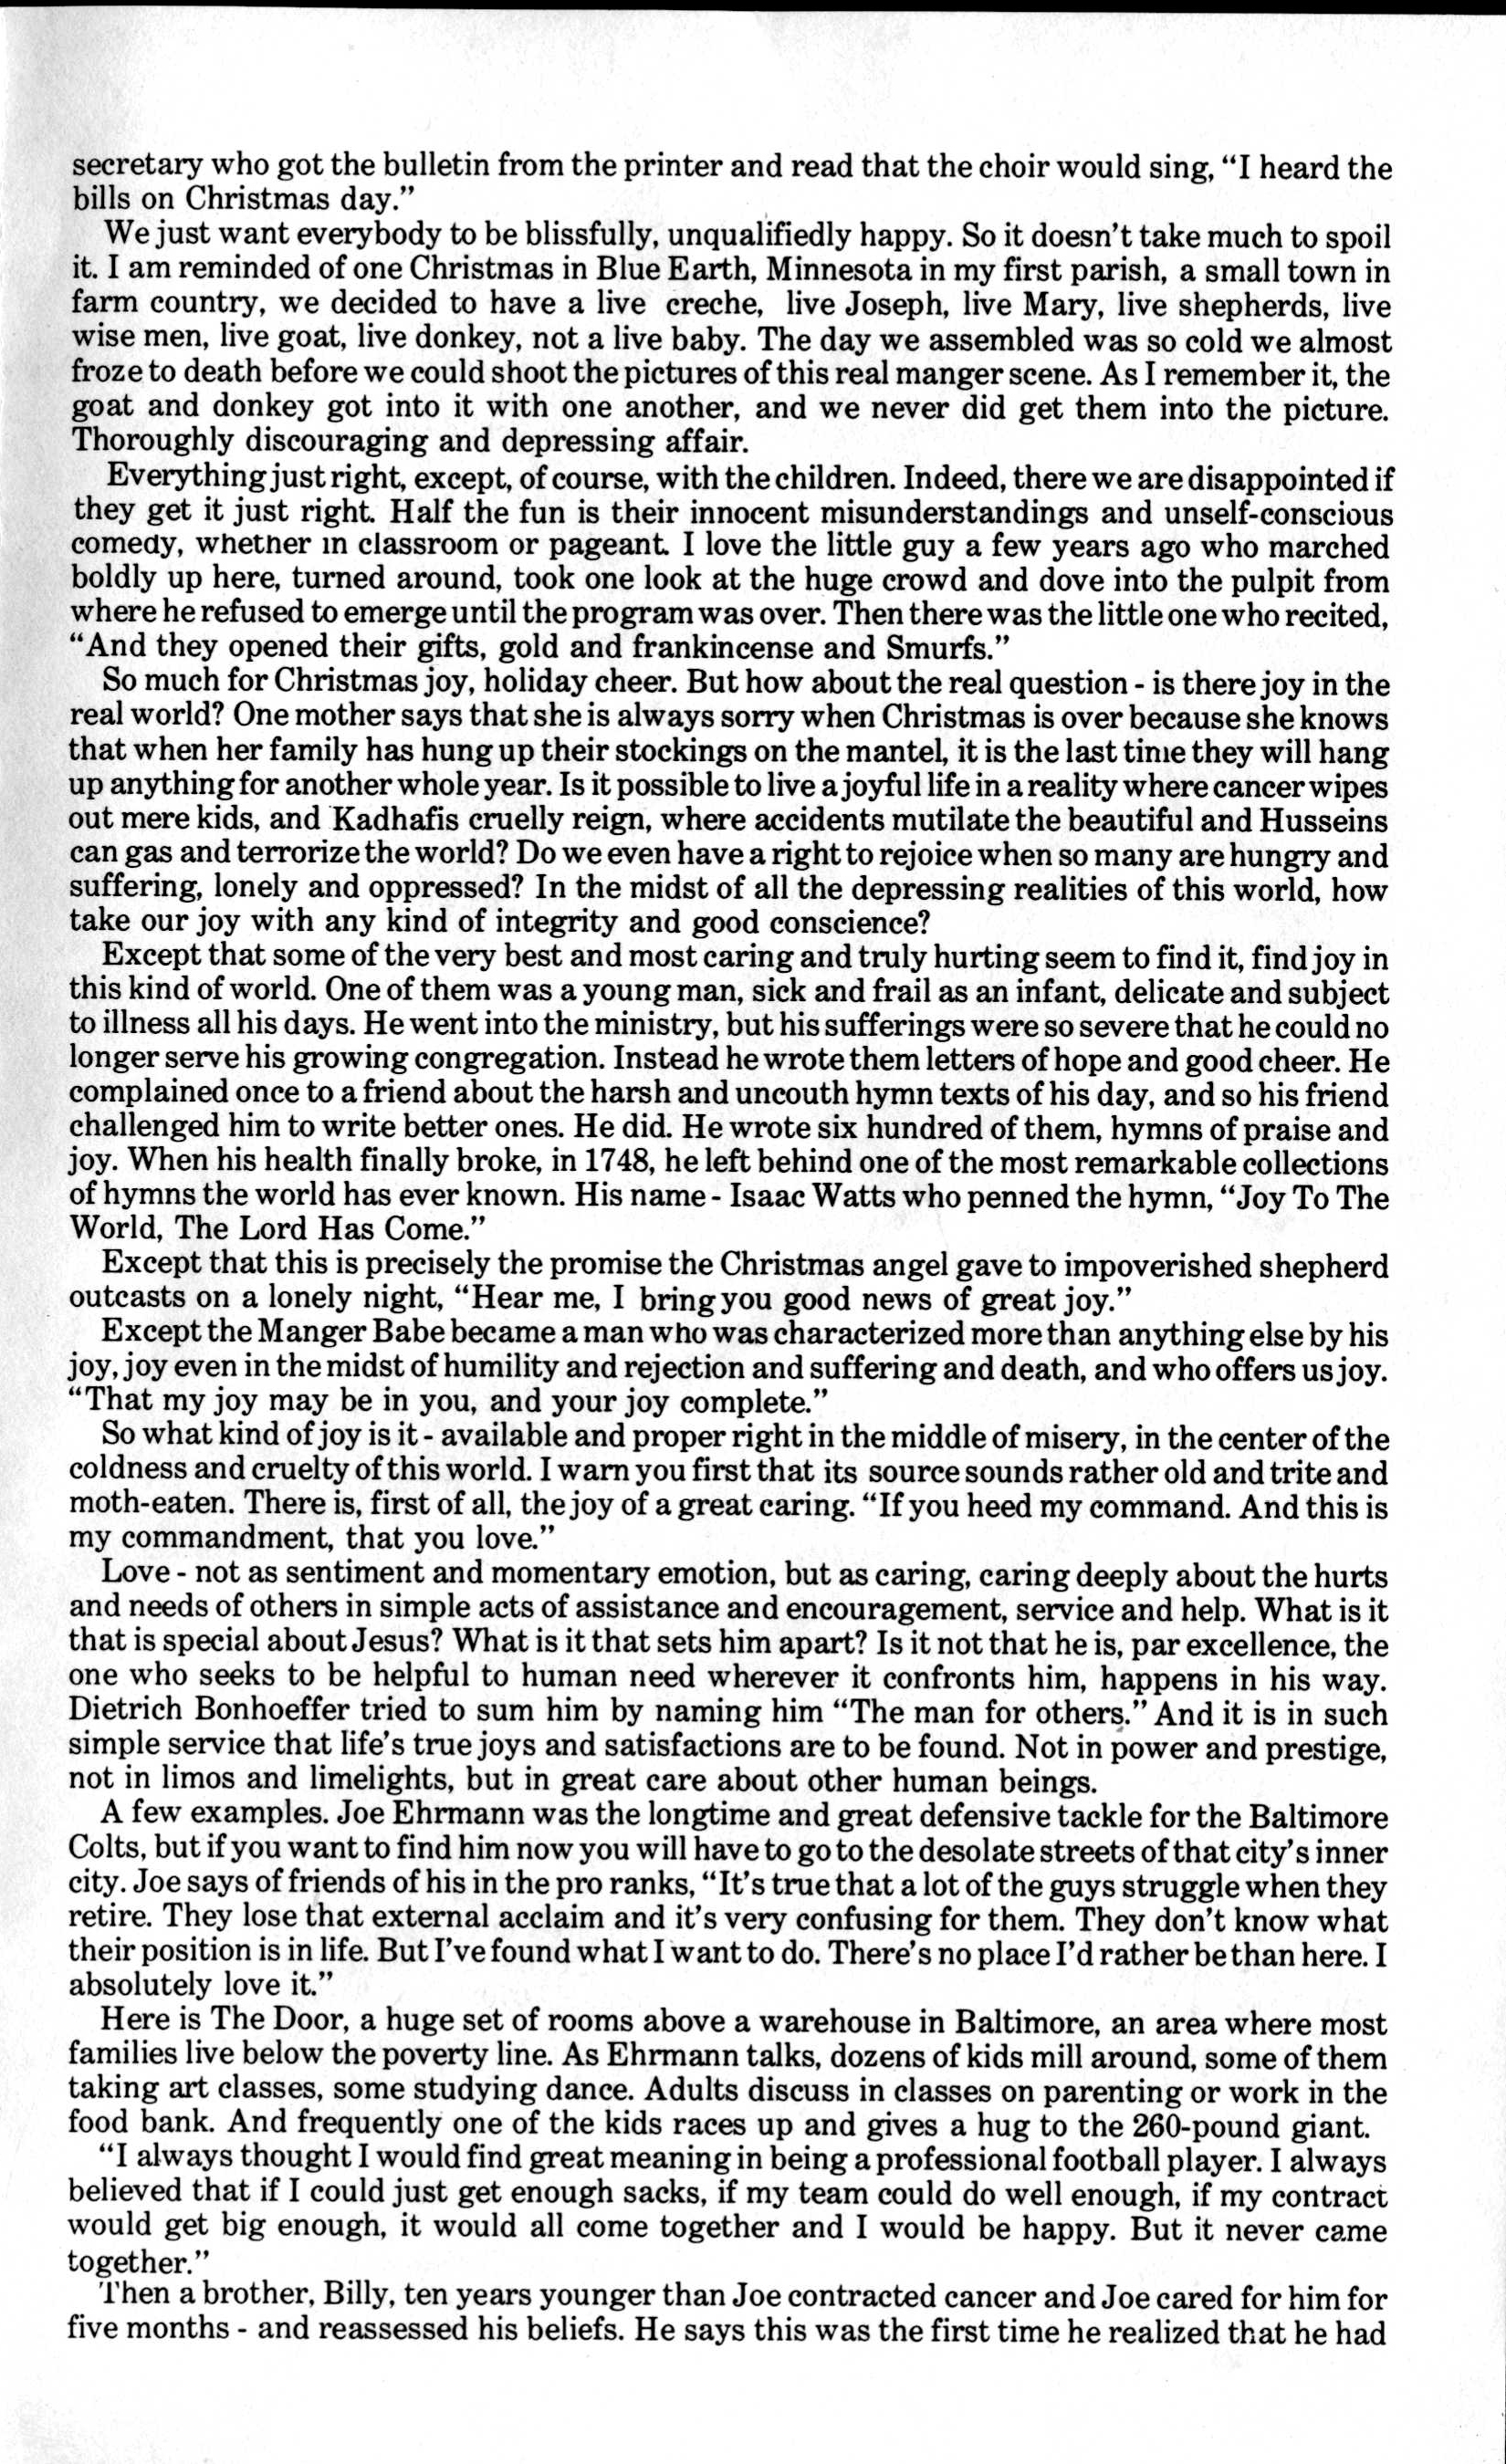 secretary who got the bulletin from the printer and read that the choir would sing, “I heard the
bills on Christmas day.”
We just want everybody to be blissfully, unqualifiedly happy. So it doesn’t take much to spoil
it. I am reminded of one Christmas in Blue Earth, Minnesota in my first parish, a small town in
farm country, we decided to have a live creche, live Joseph, live Mary, live shepherds, live
wise men, live goat, live donkey, not a live baby. The day we assembled was so cold we almost
froze to death before we could shoot the pictures of this real manger scene. As I remember it, the
goat and donkey got into it with one another, and we never did get them into the picture.
Thoroughly discouraging and depressing affair.
Everything just right, except, of course, with the children. Indeed, there we are disappointed if
they get it just right. Half the fun is their innocent misunderstandings and unself-conscious
comedy, whether in classroom or pageant. I love the little guy a few years ago who marched
boldly up here, turned around, took one look at the huge crowd and dove into the pulpit from
where he refused to emerge until the program was over. Then there was the little one who recited,
“And they opened their gifts, gold and frankincense and Smurfs.”
So much for Christmas joy, holiday cheer. But how about the real question - is there joy in the
real world? One mother says that she is always sorry when Christmas is over because she knows
that when her family has hung up their stockings on the mantel, it is the last time they will hang
up anything for another whole year. Is it possible to live a joyful life in a reality where cancer wipes
out mere kids, and Kadhafis cruelly reign, where accidents mutilate the beautiful and Husseins
can gas and terrorize the world? Do we even have a right to rejoice when so many are hungry and
suffering, lonely and oppressed? In the midst of all the depressing realities of this world, how
take our joy with any kind of integrity and good conscience?
Except that some of the very best and most caring and truly hurting seem to find it, find joy in
this kind of world. One of them was a young man, sick and frail as an infant, delicate and subject
to illness all his days. He went into the ministry, but his sufferings were so severe that he could no
longer serve his growing congregation. Instead he wrote them letters of hope and good cheer. He
complained once to a friend about the harsh and uncouth hymn texts of his day, and so his friend
challenged him to write better ones. He did. He wrote six hundred of them, hymns of praise and
joy. When his health finally broke, in 1748, he left behind one of the most remarkable collections
of hymns the world has ever known. His name - Isaac Watts who penned the hymn, “Joy To The
World, The Lord Has Come.”
Except that this is precisely the promise the Christmas angel gave to impoverished shepherd
outcasts on a lonely night, “Hear me, I bring you good news of great joy.”
Except the Manger Babe became a man who was characterized more than anything else by his
joy, joy even in the midst of humility and rejection and suffering and death, and who offers us joy.
“That my joy may be in you, and your joy complete.”
So what kind of joy is it - available and proper right in the middle of misery, in the center of the
coldness and cruelty of this world. I warn you first that its source sounds rather old and trite and
moth-eaten. There is, first of all, the joy of a great caring. “If you heed my command. And this is
my commandment, that you love.”
Love - not as sentiment and momentary emotion, but as caring, caring deeply about the hurts
and needs of others in simple acts of assistance and encouragement, service and help. What is it
that is special about Jesus? What is it that sets him apart? Is it not that he is, par excellence, the
one who seeks to be helpful to human need wherever it confronts him, happens in his way.
Dietrich Bonhoeffer tried to sum him by naming him “The man for others.” And it is in such
simple service that life’s true joys and satisfactions are to be found. Not in power and prestige,
not in limos and limelights, but in great care about other human beings.
A few examples. Joe Ehrmann was the longtime and great defensive tackle for the Baltimore
Colts, but if you want to find him now you will have to go to the desolate streets of that city’s inner
city. Joe says of friends of his in the pro ranks, “It’s true that a lot of the guys struggle when they
retire. They lose that external acclaim and it’s very confusing for them. They don’t know what
their position is in life. But I’ve found what I want to do. There’s no place I’d rather be than here. I
absolutely love it.”
Here is The Door, a huge set of rooms above a warehouse in Baltimore, an area where most
families live below the poverty line. As Ehrmann talks, dozens of kids mill around, some of them
taking art classes, some studying dance. Adults discuss in classes on parenting or work in the
food bank. And frequently one of the kids races up and gives a hug to the 260-pound giant.
“I always thought I would find great meaning in being a professional football player. I always
believed that if I could just get enough sacks, if my team could do well enough, if my contract
would get big enough, it would all come together and I would be happy. But it never came
together.”
Then a brother, Billy, ten years younger than Joe contracted cancer and Joe cared for him for
five months - and reassessed his beliefs. He says this was the first time he realized that he had